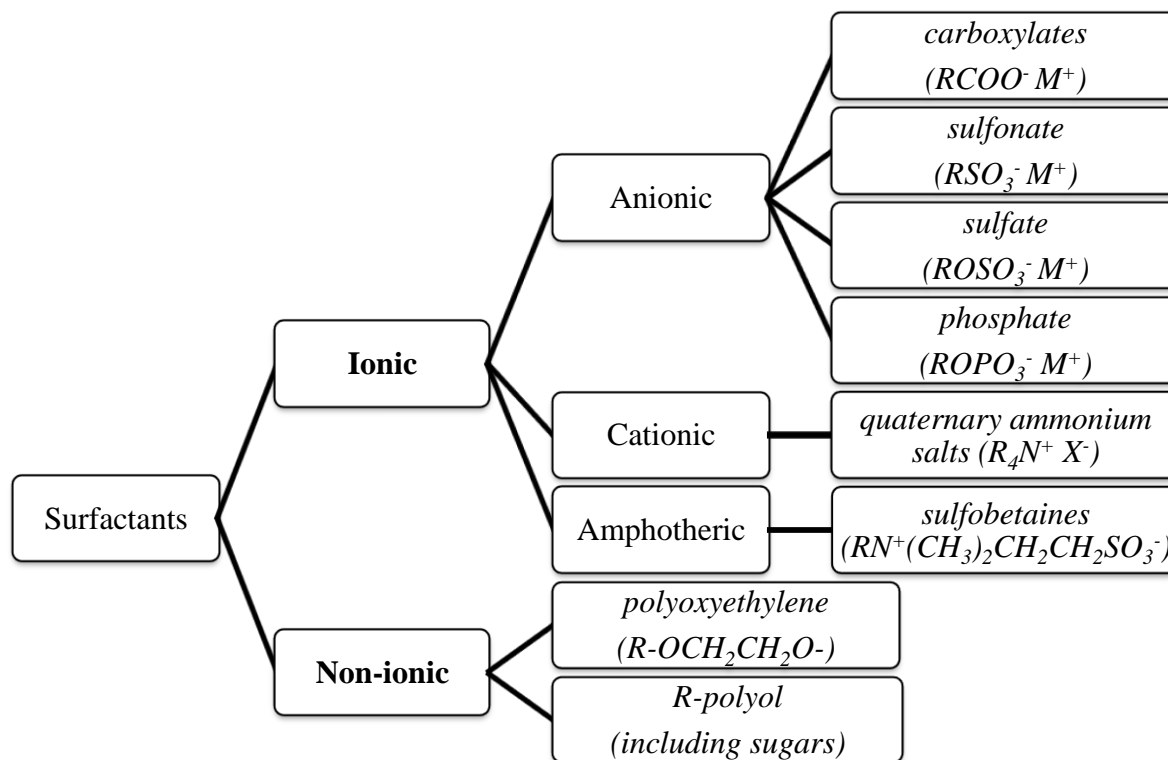 carboxylates
(RCOO⁻ M⁺)
sulfonate
(RSO₃⁻ M⁺)
Anionic
sulfate
(ROSO₃⁻ M⁺)
phosphate
(ROPO₃⁻ M⁺)
Ionic
Cationic
quaternary ammonium
salts (R₄N⁺ X⁻)
Surfactants
Amphotheric
sulfobetaines
(RN⁺(CH₃)₂CH₂CH₂SO₃⁻)
polyoxyethylene
(R-OCH₂CH₂O-)
Non-ionic
R-polyol
(including sugars)